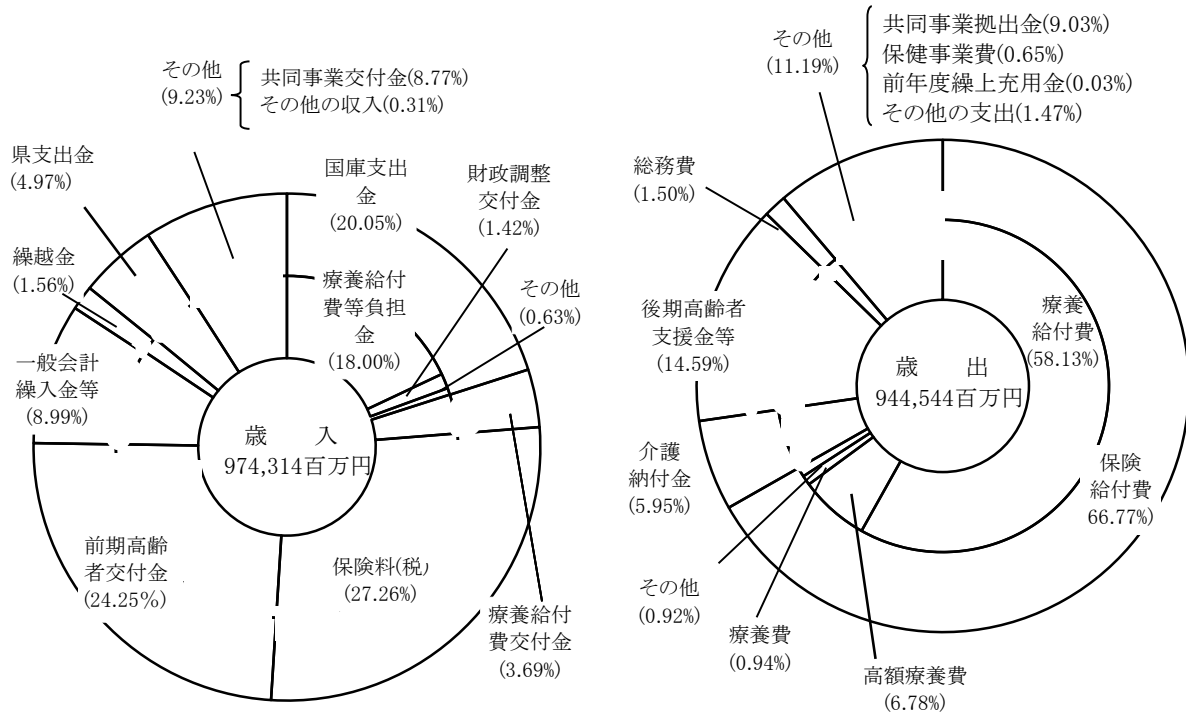 その他
(9.23%)
共同事業交付金(8.77%)
その他の収入(0.31%)
県支出金
(4.97%)
繰越金
(1.56%)
一般会計
繰入金等
(8.99%)
国庫支出
金
(20.05%)
財政調整
交付金
(1.42%)
療養給付
費等負担
金
(18.00%)
その他
(0.63%)
歳　入
974,314百万円
前期高齢
者交付金
(24.25%)
保険料(税)
(27.26%)
療養給付
費交付金
(3.69%)
その他
(11.19%)
共同事業拠出金(9.03%)
保健事業費(0.65%)
前年度繰上充用金(0.03%)
その他の支出(1.47%)
総務費
(1.50%)
後期高齢者
支援金等
(14.59%)
療養
給付費
(58.13%)
歳　出
944,544百万円
介護
納付金
(5.95%)
保険
給付費
66.77%)
その他
(0.92%)
療養費
(0.94%)
高額療養費
(6.78%)